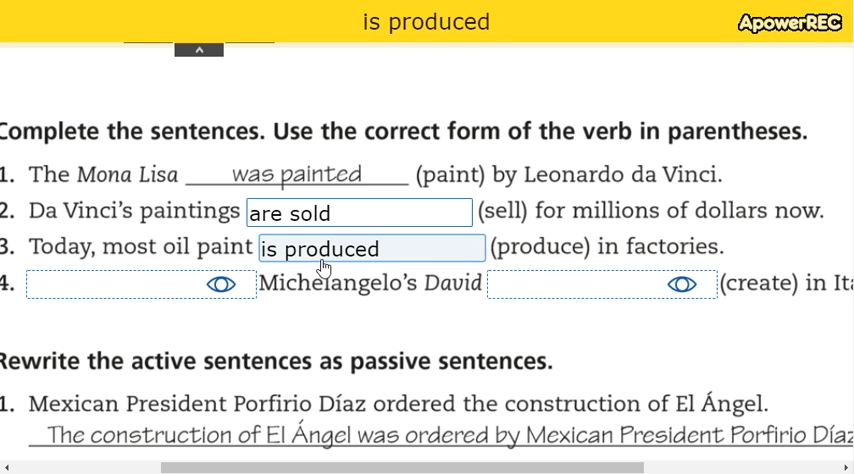 is produced
ApowerREC
Complete the sentences. Use the correct form of the verb in parentheses.
1. The Mona Lisa was painted (paint) by Leonardo da Vinci.
2. Da Vinci's paintings are sold (sell) for millions of dollars now.
3. Today, most oil paint is produced (produce) in factories.
4. Michelangelo's David (create) in Ita
Rewrite the active sentences as passive sentences.
1. Mexican President Porfirio Díaz ordered the construction of El Ángel.
The construction of El Ángel was ordered by Mexican President Porfirio Díaz